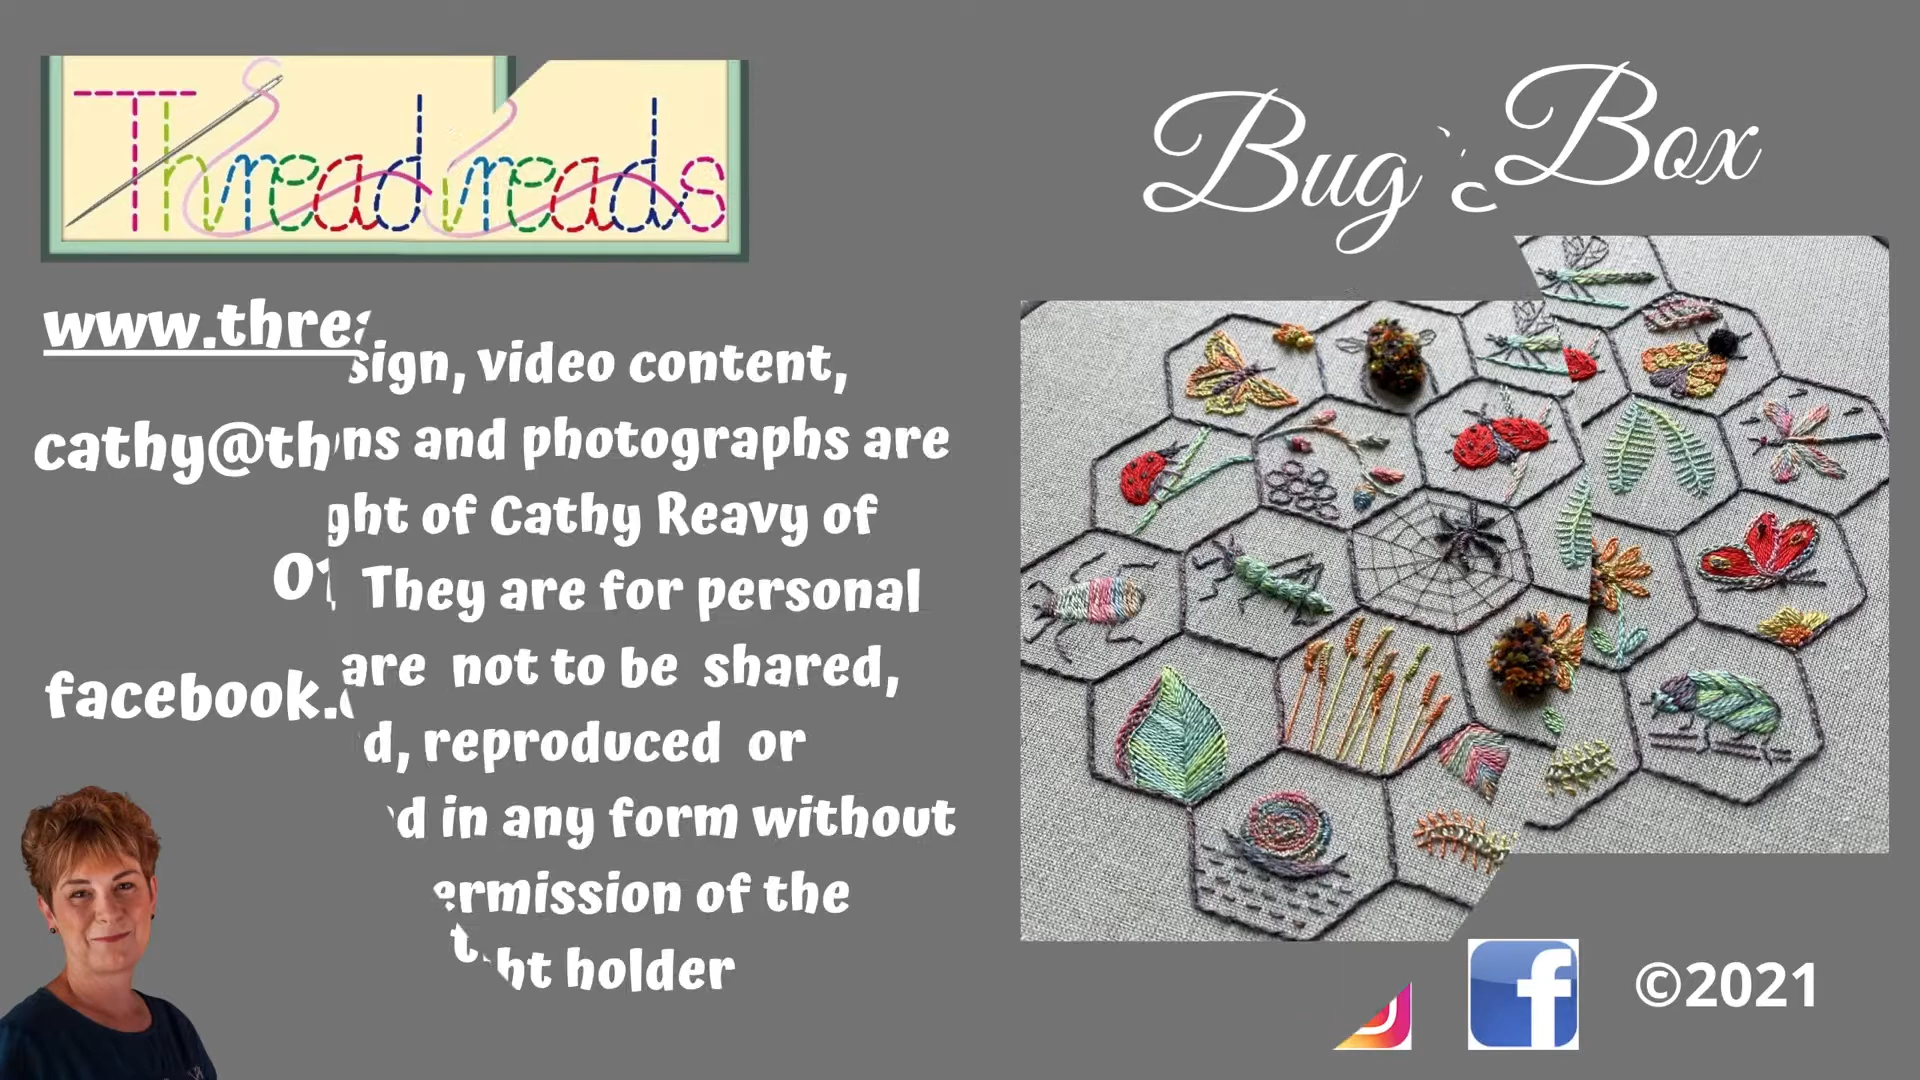 Thread
reads
Bug
Box
www.thre
sign, video content,
cathy@th
ns and photographs are
ght of Cathy Reavy of
They are for personal
are not to be shared,
facebook.
d, reproduced or
d in any form without
ermission of the
ht holder
©2021